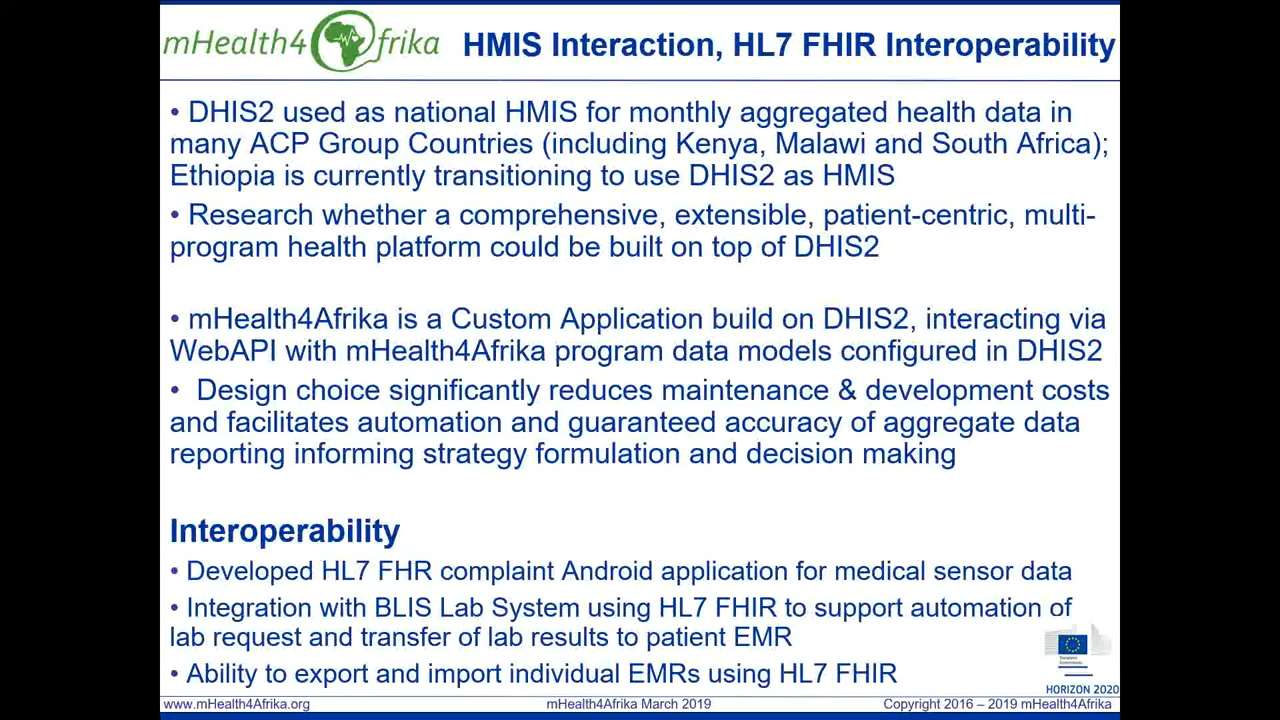 mHealth4Afrika HMIS Interaction, HL7 FHIR Interoperability
• DHIS2 used as national HMIS for monthly aggregated health data in
many ACP Group Countries (including Kenya, Malawi and South Africa);
Ethiopia is currently transitioning to use DHIS2 as HMIS
• Research whether a comprehensive, extensible, patient-centric, multi-
program health platform could be built on top of DHIS2
• mHealth4Afrika is a Custom Application build on DHIS2, interacting via
WebAPI with mHealth4Afrika program data models configured in DHIS2
• Design choice significantly reduces maintenance & development costs
and facilitates automation and guaranteed accuracy of aggregate data
reporting informing strategy formulation and decision making
Interoperability
• Developed HL7 FHR complaint Android application for medical sensor data
• Integration with BLIS Lab System using HL7 FHIR to support automation of
lab request and transfer of lab results to patient EMR
• Ability to export and import individual EMRs using HL7 FHIR
HORIZON 2020
www.mHealth4Afrika.org mHealth4Afrika March 2019 Copyright 2016 – 2019 mHealth4Afrika